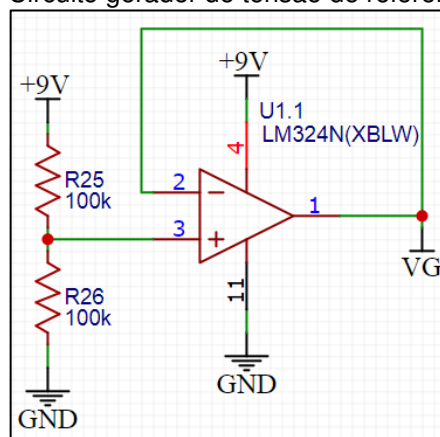 Circuito gerador de tensão de referên
+9V
+9V
U1.1
LM324N(XBLW)
4
R25
100k
2
1
3
VG
R26
100k
11
GND
GND